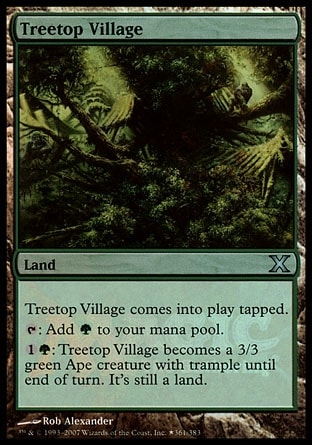 Treetop Village
Land
Treetop Village comes into play tapped.
: Add to your mana pool.
1 : Treetop Village becomes a 3/3
green Ape creature with trample until
end of turn. It's still a land.
Rob Alexander
™ & © 1993–2007 Wizards of the Coast, Inc. ★361/383